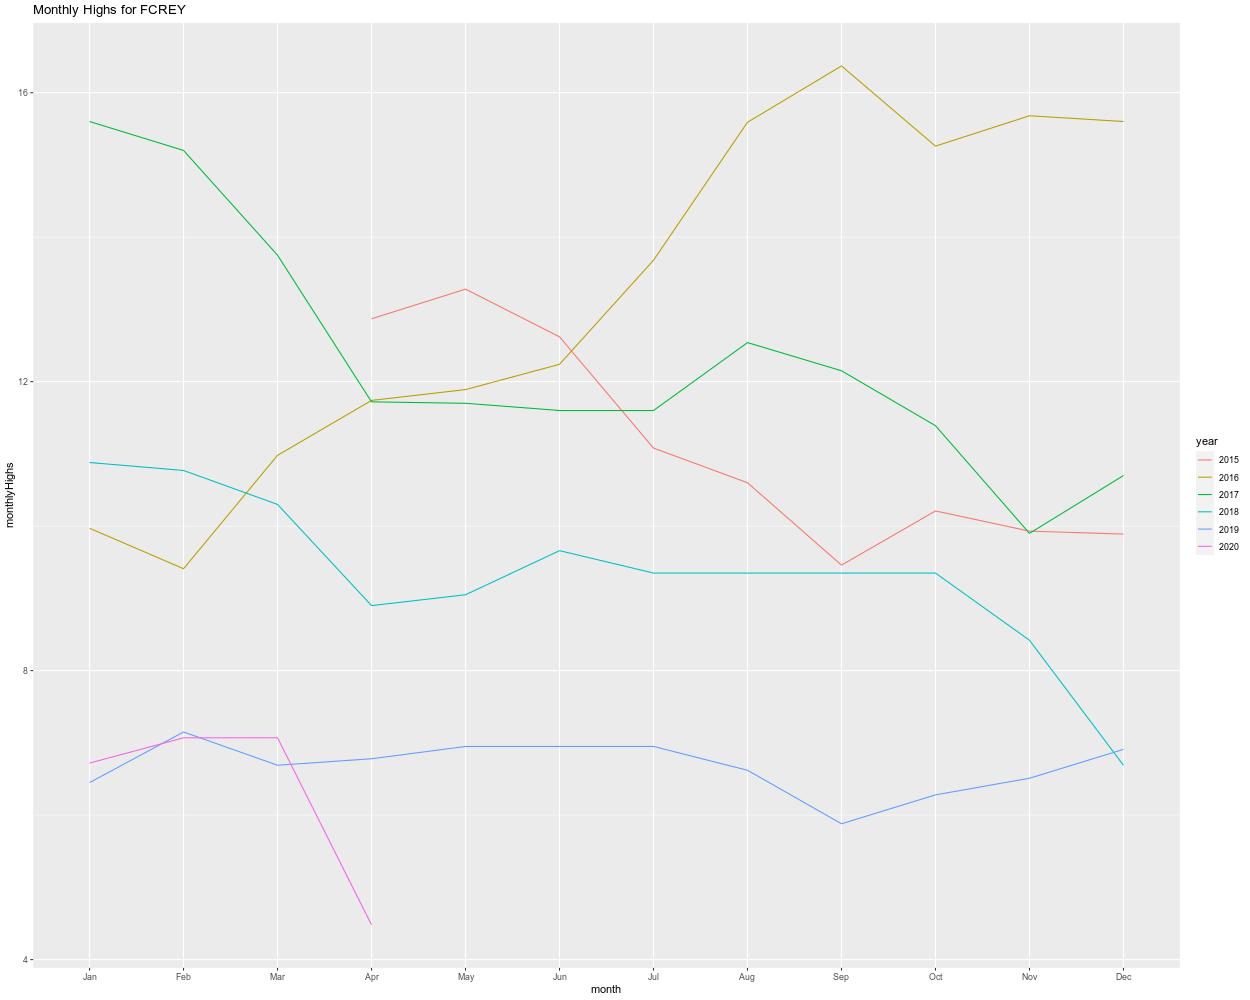 Monthly Highs for FCREY
monthlyHighs
16
12
8
4
Jan Feb Mar Apr May Jun Jul Aug Sep Oct Nov Dec
month
year
2015
2016
2017
2018
2019
2020